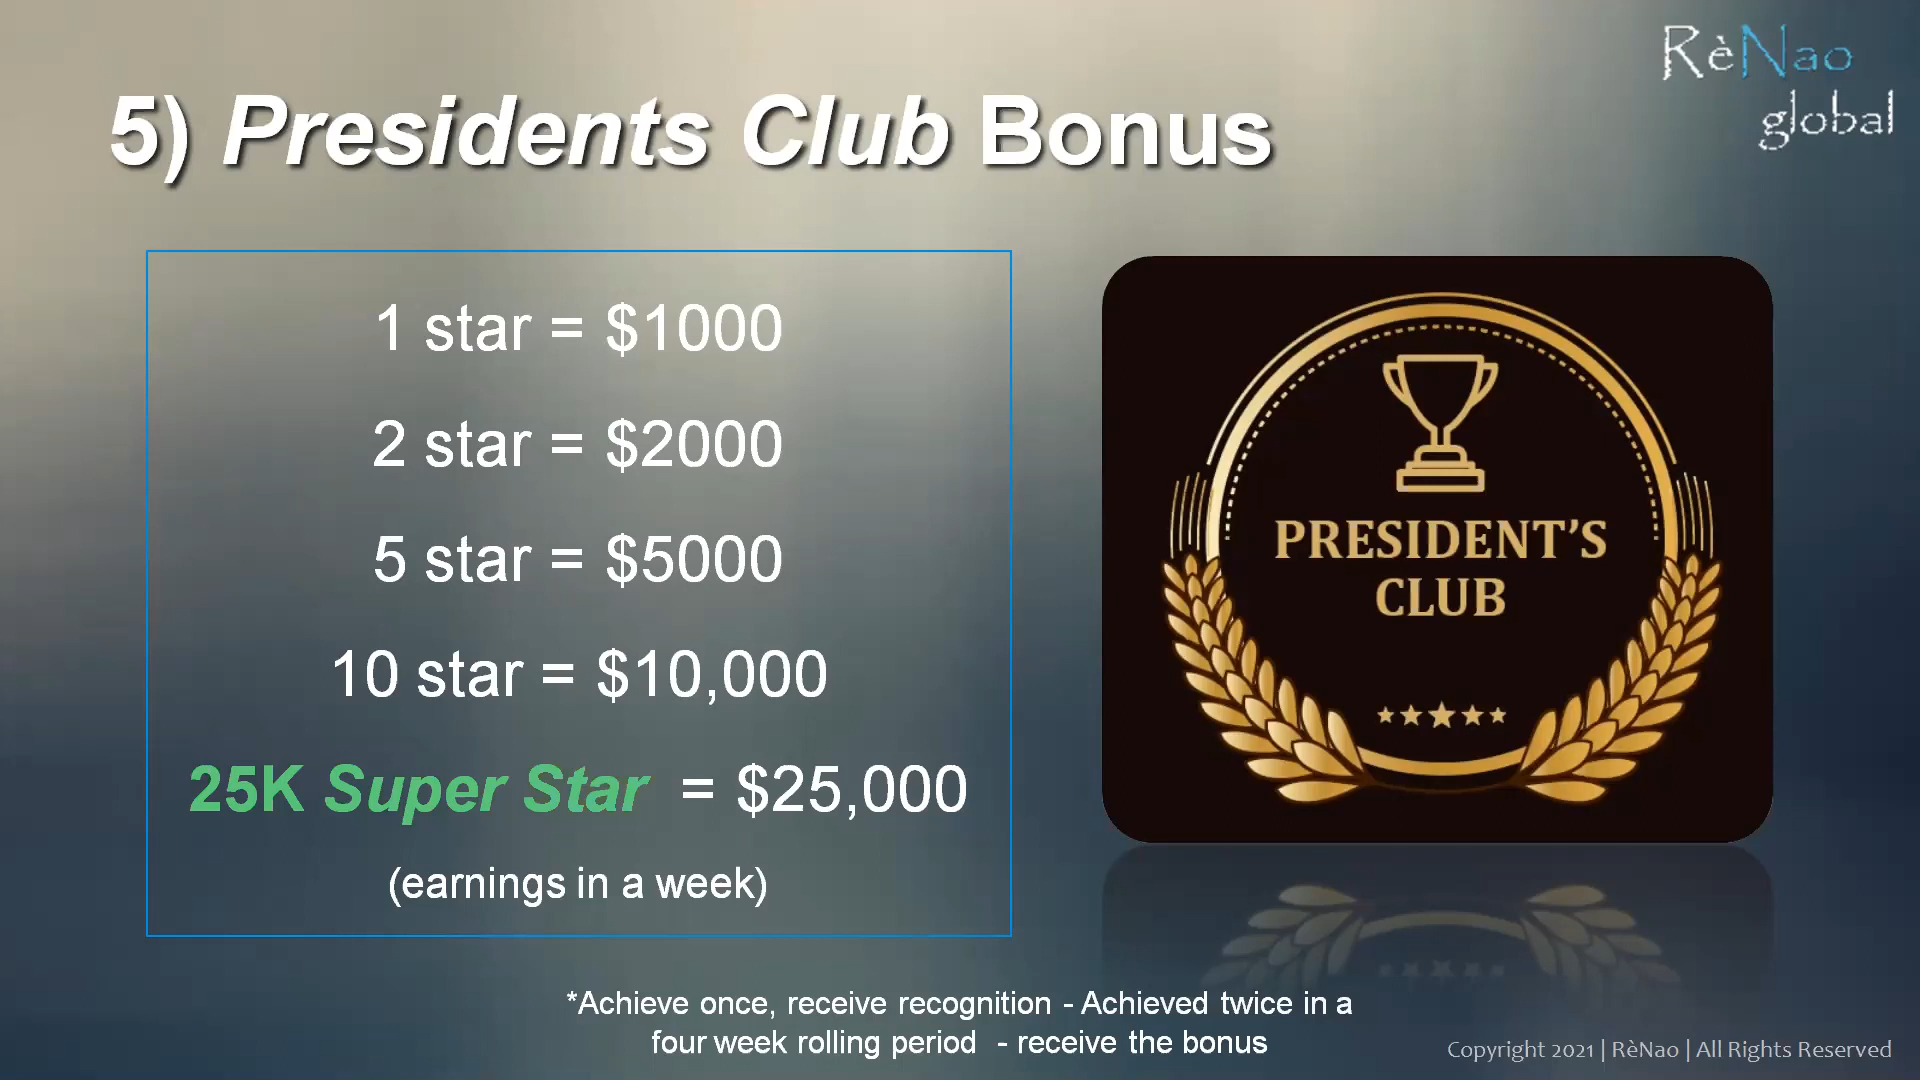 RèNao
global
5) Presidents Club Bonus
1 star = $1000
2 star = $2000
5 star = $5000
10 star = $10,000
25K Super Star = $25,000
(earnings in a week)
PRESIDENT'S
CLUB
*Achieve once, receive recognition - Achieved twice in a
four week rolling period - receive the bonus
Copyright 2021 | RèNao | All Rights Reserved